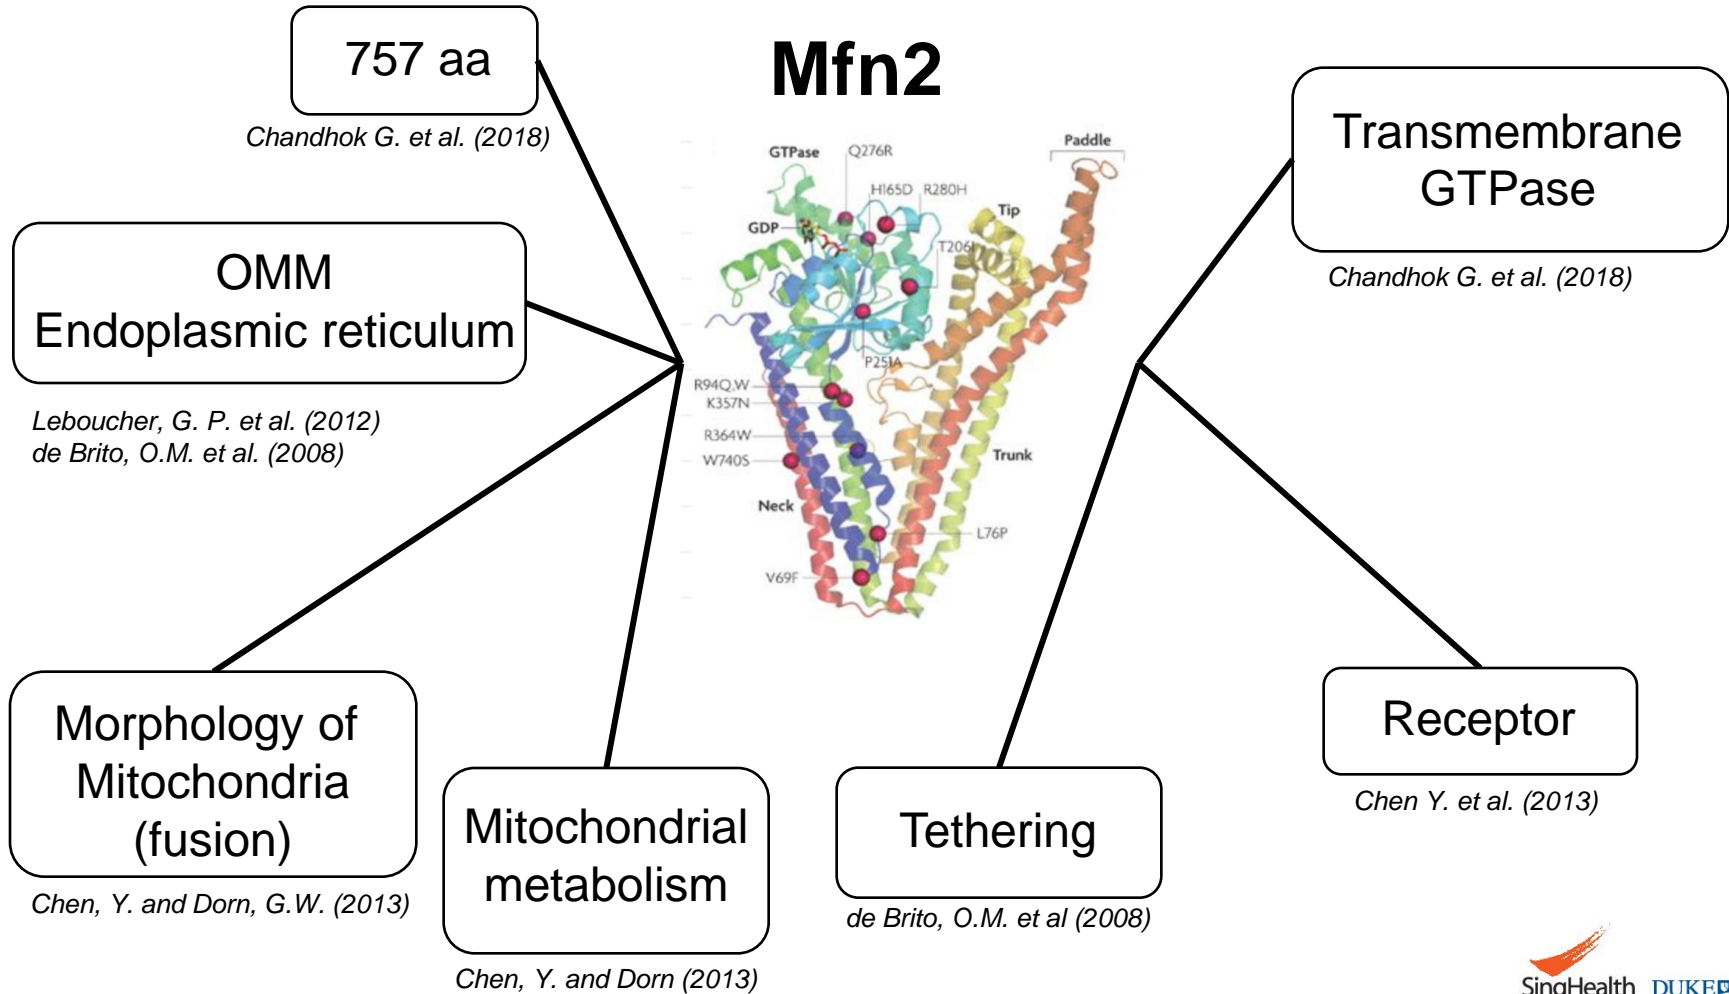 Mfn2
757 aa
Chandhok G. et al. (2018)
OMM
Endoplasmic reticulum
Leboucher, G. P. et al. (2012)
de Brito, O.M. et al. (2008)
Morphology of
Mitochondria
(fusion)
Chen, Y. and Dorn, G.W. (2013)
Mitochondrial
metabolism
Chen, Y. and Dorn (2013)
GTPase
Q276R
Paddle
H165D
R280H
Tip
GDP
T206I
P251A
R94Q,W
K357N
R364W
W740S
Trunk
Neck
L76P
V69F
Tethering
de Brito, O.M. et al (2008)
Transmembrane
GTPase
Chandhok G. et al. (2018)
Receptor
Chen Y. et al. (2013)
SingHealth